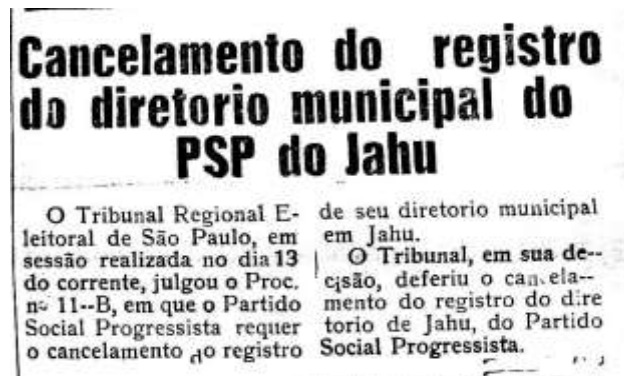 Cancelamento do registro
do diretorio municipal do
PSP do Jahu
O Tribunal Regional E-
leitoral de São Paulo, em
sessão realizada no dia 13
do corrente, julgou o Proc.
nº 11--B, em que o Partido
Social Progressista requer
o cancelamento do registro
de seu diretorio municipal
em Jahu.
O Tribunal, em sua de--
cisão, deferiu o cancela--
mento do registro do dire
torio de Jahu, do Partido
Social Progressista.